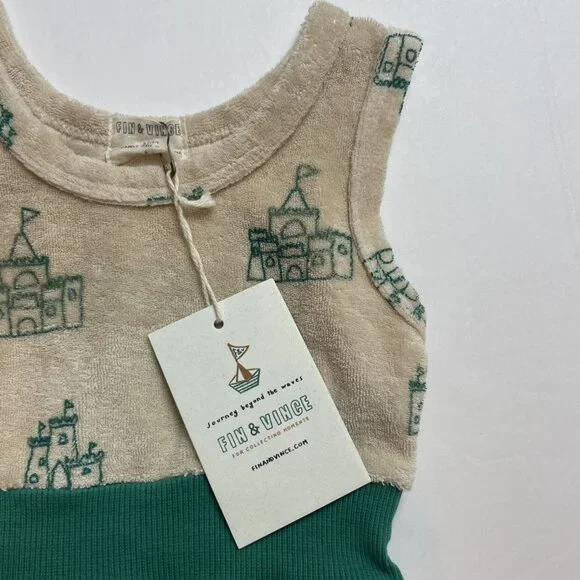 FIN & VINCE
journey beyond the waves
FIN & VINCE
FOR COLLECTING MOMENTS
FINANDVINCE.COM